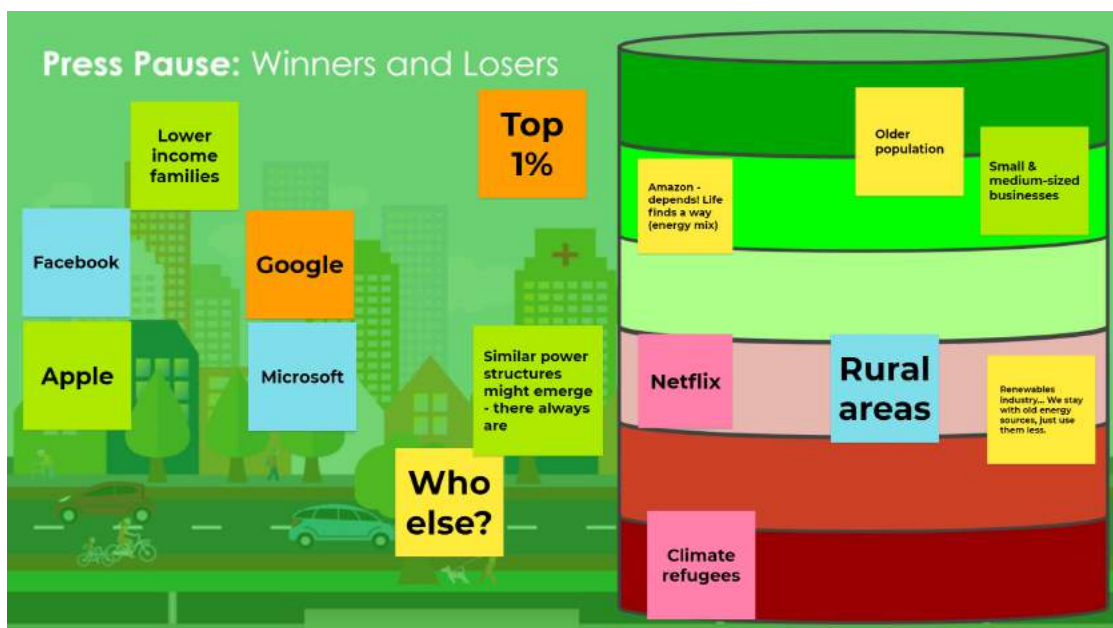 Press Pause: Winners and Losers
Lower
income
families
Top
1%
Older
population
Small &
medium-sized
businesses
Amazon -
depends! Life
finds a way
(energy mix)
Facebook
Google
Apple
Microsoft
Similar power
structures
might emerge
- there always
are
Netflix
Rural
areas
Renewables
industry... We stay
with old energy
sources, just use
them less.
Who
else?
Climate
refugees